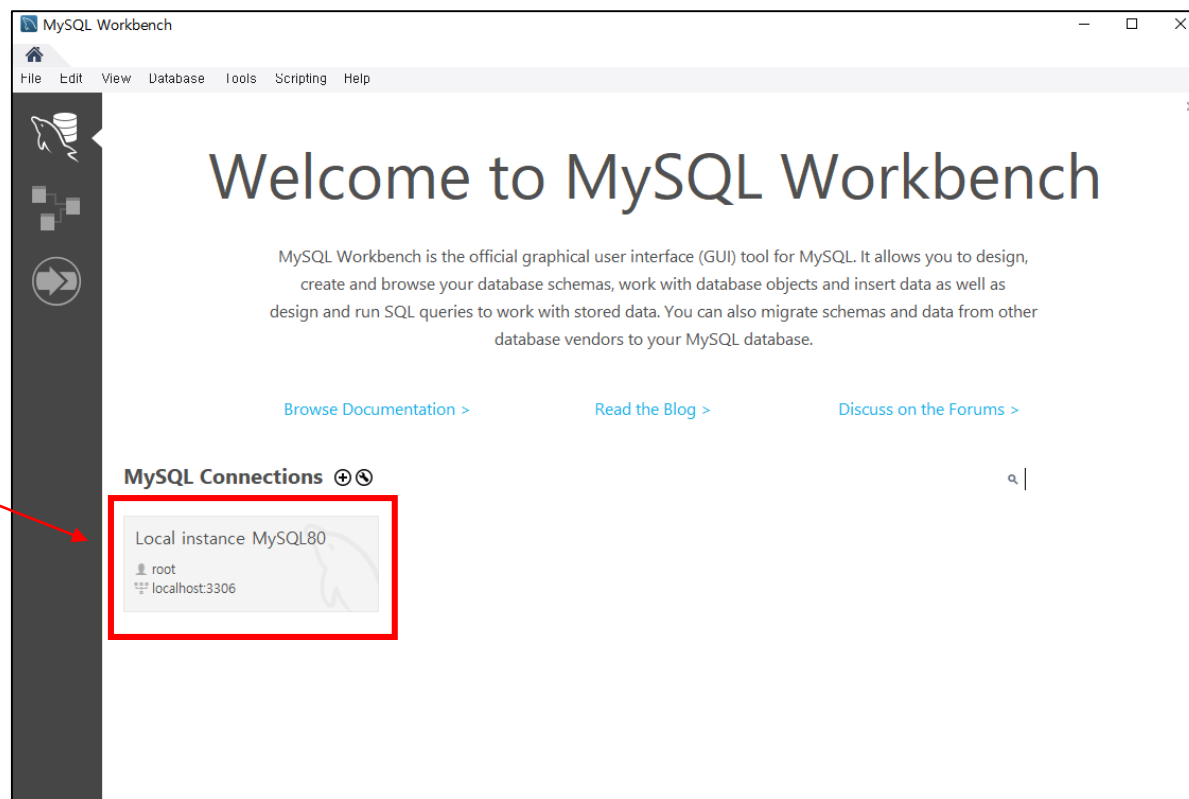 MySQL Workbench
File Edit View Database Tools Scripting Help
Welcome to MySQL Workbench
MySQL Workbench is the official graphical user interface (GUI) tool for MySQL. It allows you to design,
create and browse your database schemas, work with database objects and insert data as well as
design and run SQL queries to work with stored data. You can also migrate schemas and data from other
database vendors to your MySQL database.
Browse Documentation > Read the Blog > Discuss on the Forums >
MySQL Connections
Local instance MySQL80
root
localhost:3306